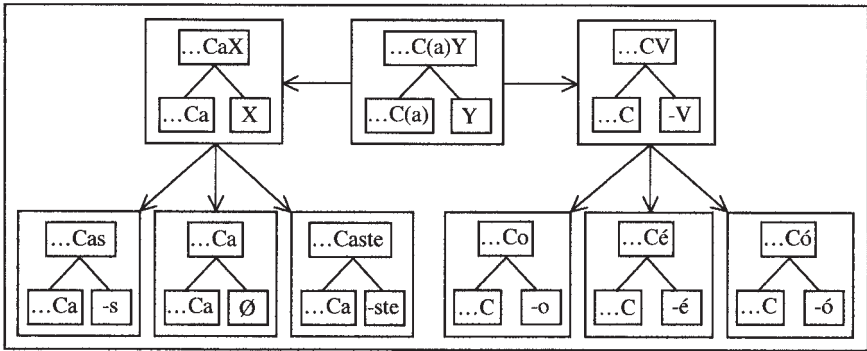 …CaX …C(a)Y …CV
…Ca X …C(a) Y …C -V
…Cas …Ca …Caste …Co …Cé …Có
…Ca -s …Ca Ø …Ca -ste …C -o …C -é …C -ó